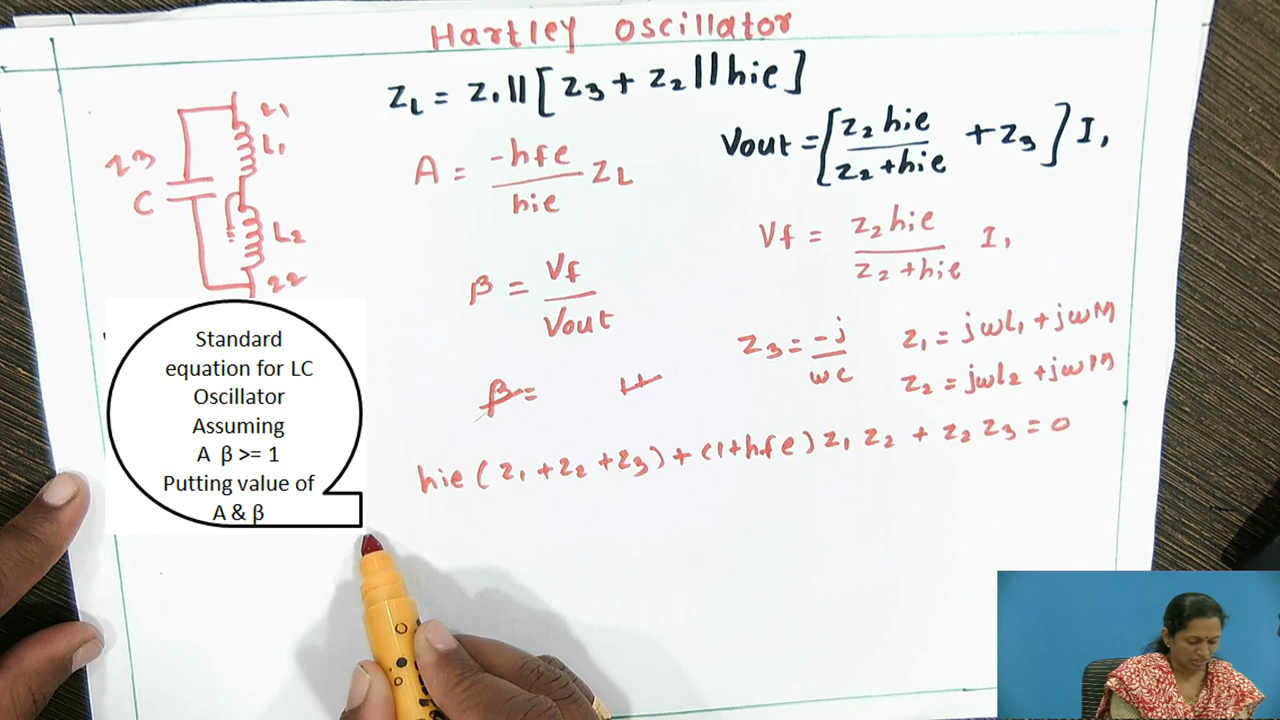 Hartley Oscillator
ZL = Z1 || [Z3 + Z2 || hie]
Z1
L1
Z3
C
L2
Z2
A = -hfe / hie ZL
Vout = [Z2 hie / Z2 + hie + Z3] I1
Vf = Z2 hie / Z2 + hie I1
β = Vf / Vout
Z3 = -j / ωc
Z1 = jωL1 + jωM
Z2 = jωL2 + jωM
β =
hie (Z1 + Z2 + Z3) + (1+hfe) Z1 Z2 + Z2 Z3 = 0
Standard
equation for LC
Oscillator
Assuming
A β >= 1
Putting value of
A & β